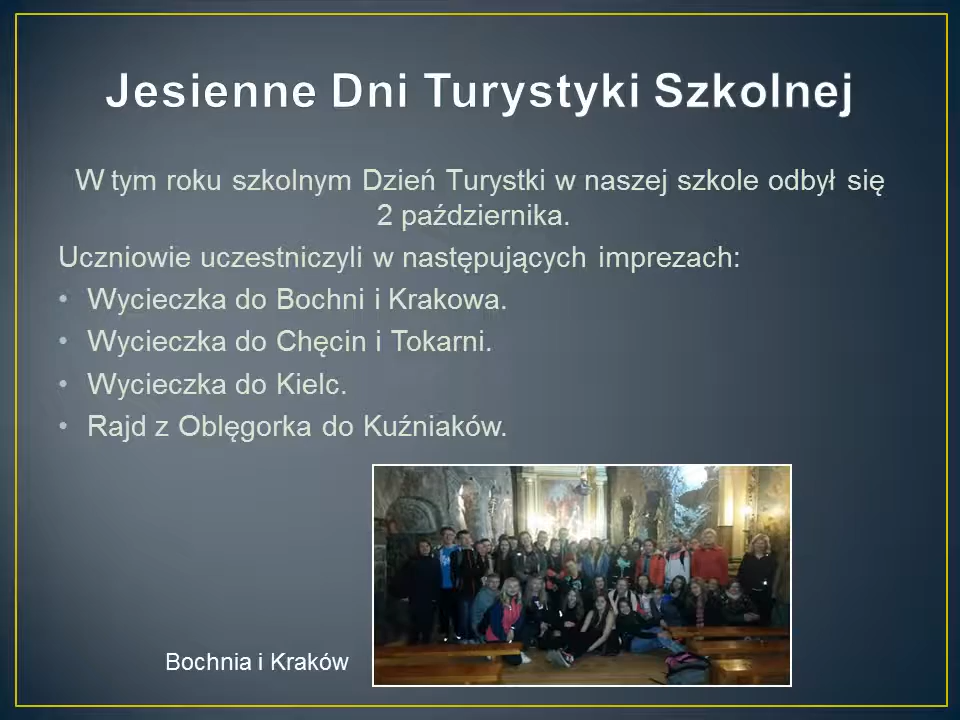 Jesienne Dni Turystyki Szkolnej
W tym roku szkolnym Dzień Turystki w naszej szkole odbył się
2 października.
Uczniowie uczestniczyli w następujących imprezach:
• Wycieczka do Bochni i Krakowa.
• Wycieczka do Chęcin i Tokarni.
• Wycieczka do Kielc.
• Rajd z Oblęgorka do Kuźniaków.
Bochnia i Kraków